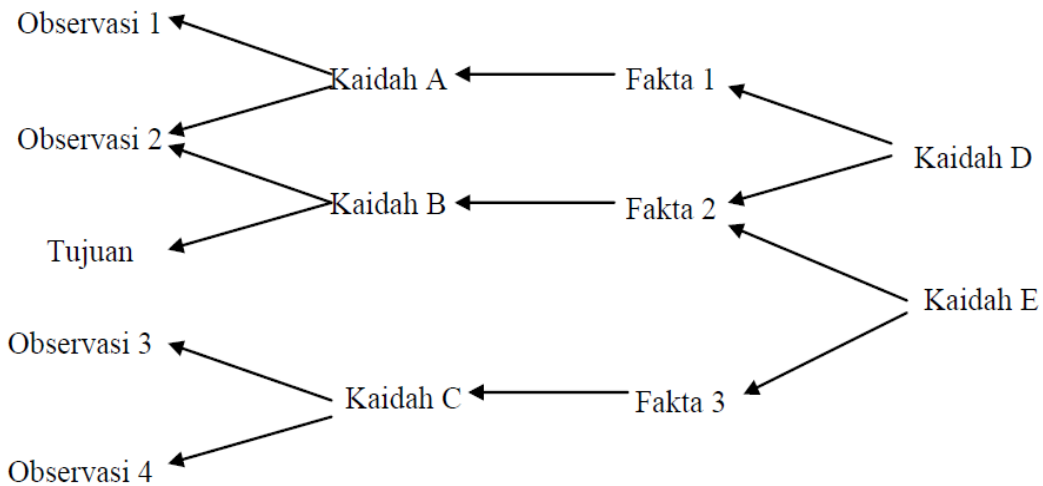 Observasi 1
Kaidah A
Fakta 1
Observasi 2
Kaidah D
Kaidah B
Fakta 2
Tujuan
Kaidah E
Observasi 3
Kaidah C
Fakta 3
Observasi 4